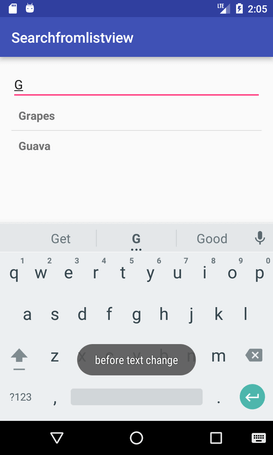 LTE 2:05
Searchfromlistview
G
Grapes
Guava
Get G Good
1 2 3 4 5 6 7 8 9 0
q w e r t y u i o p
a s d f g h j k l
z m
before text change
?123 , .